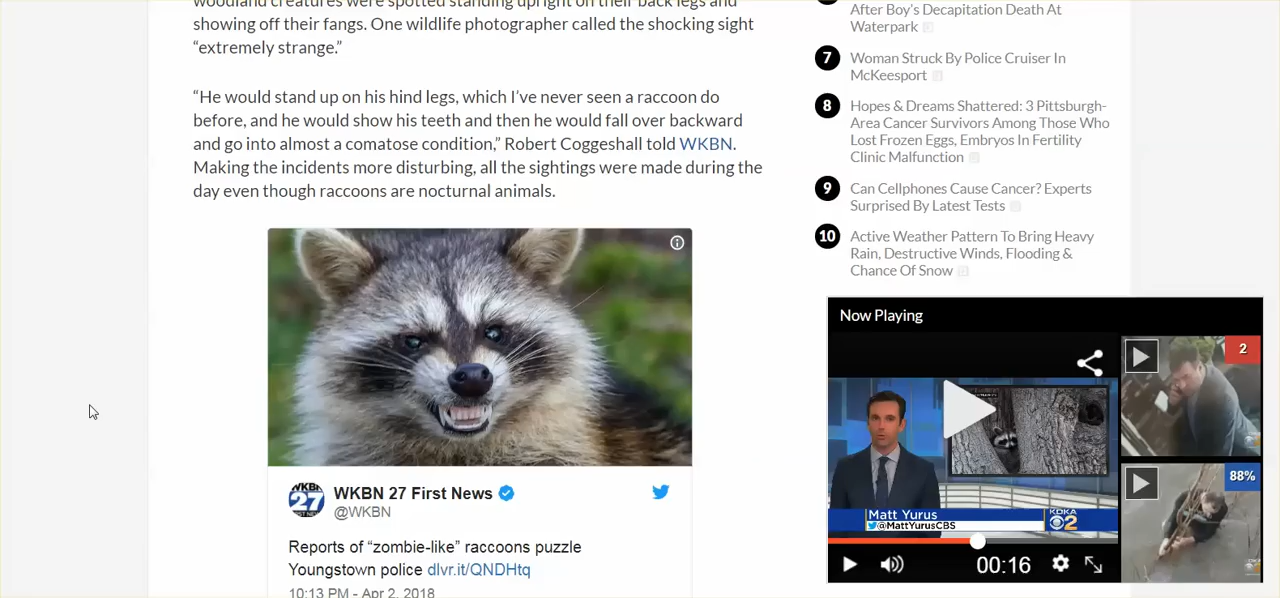 woodland creatures were spotted standing upright on their back legs and
showing off their fangs. One wildlife photographer called the shocking sight
“extremely strange.”
“He would stand up on his hind legs, which I’ve never seen a raccoon do
before, and he would show his teeth and then he would fall over backward
and go into almost a comatose condition,” Robert Coggeshall told WKBN.
Making the incidents more disturbing, all the sightings were made during the
day even though raccoons are nocturnal animals.
WKBN 27 First News
@WKBN
Reports of “zombie-like” raccoons puzzle
Youngstown police dlvr.it/QNDHtq
10:13 PM - Apr 2, 2018
After Boy's Decapitation Death At
Waterpark
7 Woman Struck By Police Cruiser In
McKeesport
8 Hopes & Dreams Shattered: 3 Pittsburgh-
Area Cancer Survivors Among Those Who
Lost Frozen Eggs, Embryos In Fertility
Clinic Malfunction
9 Can Cellphones Cause Cancer? Experts
Surprised By Latest Tests
10 Active Weather Pattern To Bring Heavy
Rain, Destructive Winds, Flooding &
Chance Of Snow
Now Playing
2
88%
Matt Yurus
@MattYurusCBS
KDKA
2
00:16